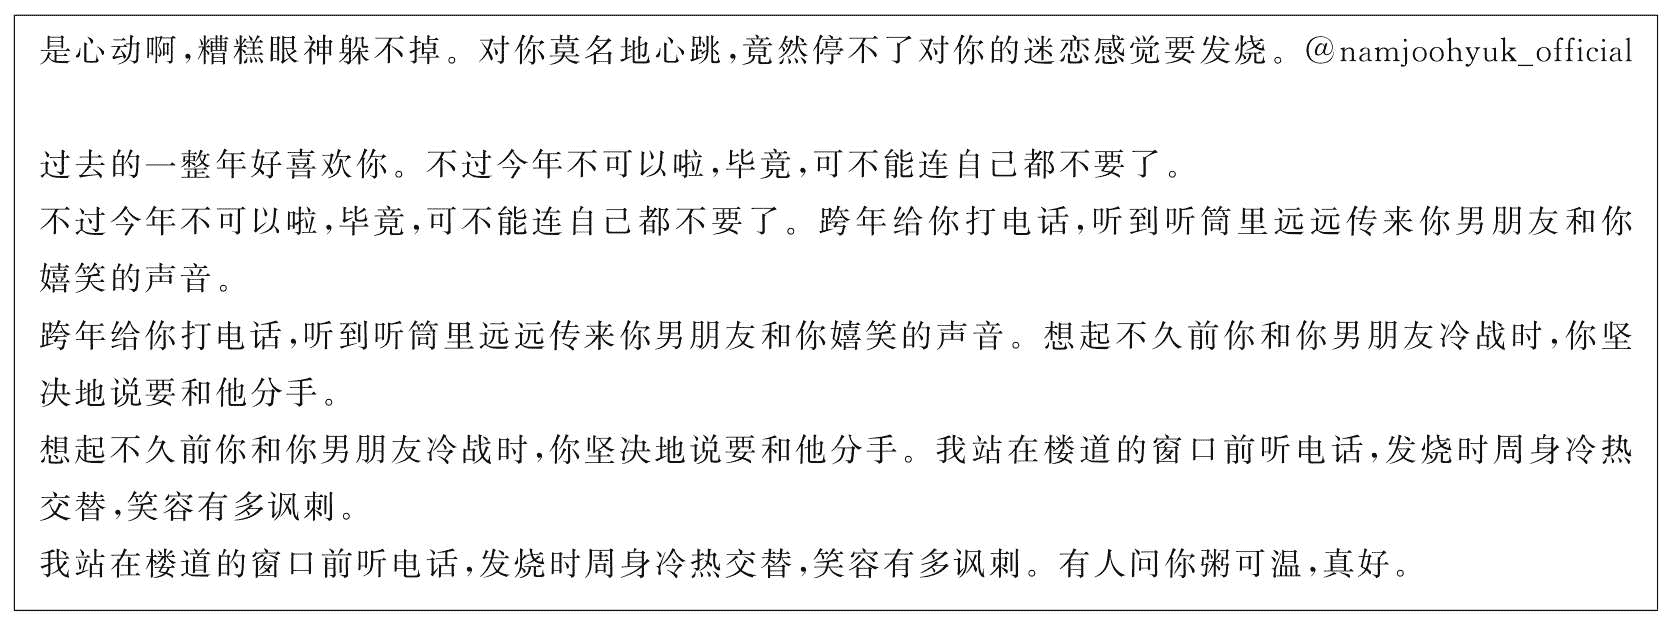 是心动啊,糟糕眼神躲不掉。对你莫名地心跳,竟然停不了对你的迷恋感觉要发烧。@namjoohyuk_official
过去的一整年好喜欢你。不过今年不可以啦,毕竟,可不能连自己都不要了。
不过今年不可以啦,毕竟,可不能连自己都不要了。跨年给你打电话,听到听筒里远远传来你男朋友和你
嬉笑的声音。
跨年给你打电话,听到听筒里远远传来你男朋友和你嬉笑的声音。想起不久前你和你男朋友冷战时,你坚
决地说要和他分手。
想起不久前你和你男朋友冷战时,你坚决地说要和他分手。我站在楼道的窗口前听电话,发烧时周身冷热
交替,笑容有多讽刺。
我站在楼道的窗口前听电话,发烧时周身冷热交替,笑容有多讽刺。有人问你粥可温,真好。